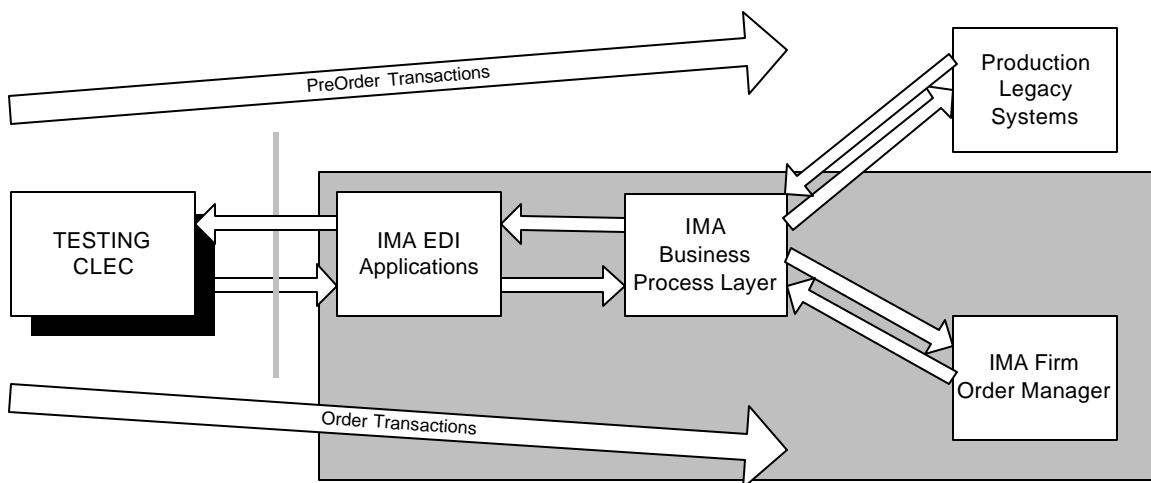 PreOrder Transactions
Production
Legacy
Systems
TESTING
CLEC
IMA EDI
Applications
IMA
Business
Process Layer
IMA Firm
Order Manager
Order Transactions